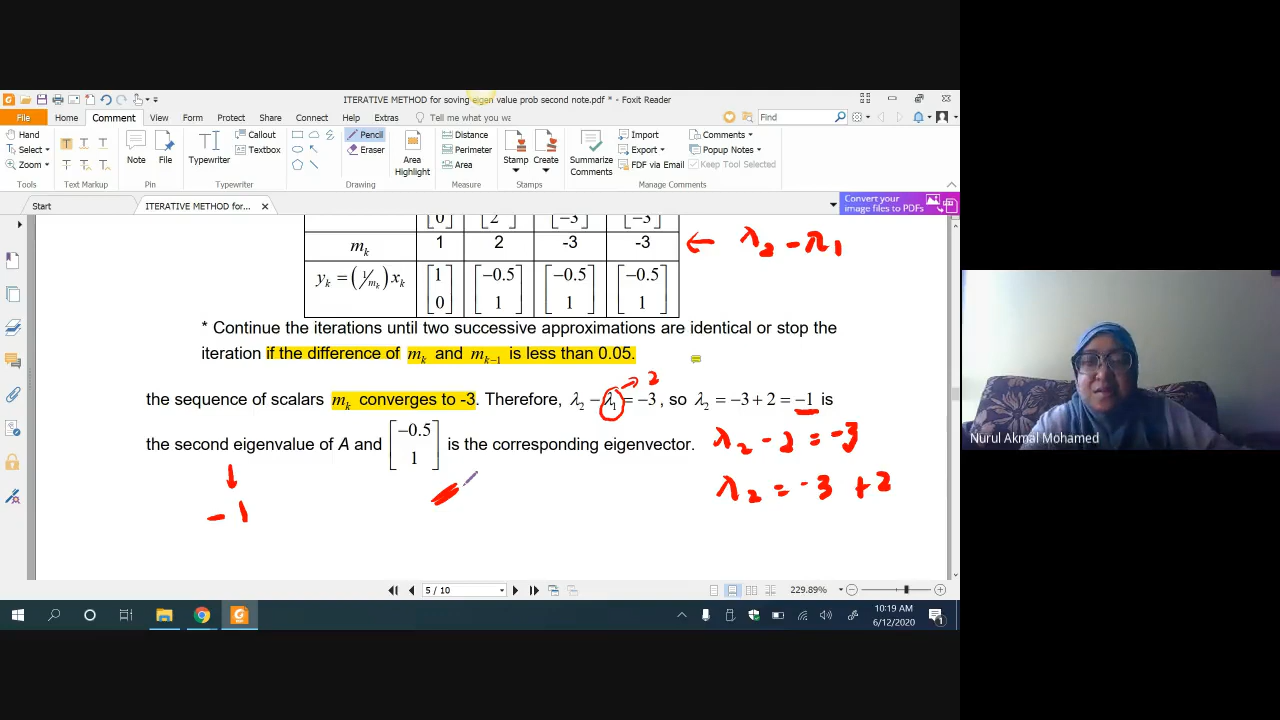 ITERATIVE METHOD for soving eigen value prob second note.pdf * - Foxit Reader
File Home Comment View Form Protect Share Connect Help Extras Tell me what you want... Find
Hand Select Zoom Tools
Text Markup
Note File Pin
Typewriter Callout Textbox Typewriter
Pencil Eraser Drawing
Area Highlight
Distance Perimeter Area Measure
Stamp Create
Summarize Comments Import Export FDF via Email Comments Popup Notes Keep Tool Selected Manage Comments
Start ITERATIVE METHOD for... Convert your image files to PDFs
0] 2] -3] -3]
m_k 1 2 -3 -3 ← λ₂ - λ₁
y_k = (1/m_k) x_k [1 0] [-0.5 1] [-0.5 1] [-0.5 1]
* Continue the iterations until two successive approximations are identical or stop the
iteration if the difference of m_k and m_{k-1} is less than 0.05.
→ 2
the sequence of scalars m_k converges to -3. Therefore, λ₂ - λ₁ = -3, so λ₂ = -3 + 2 = -1 is
the second eigenvalue of A and [-0.5 1] is the corresponding eigenvector.
λ₂ - 2 = -3
λ₂ = -3 + 2
-1
Nurul Akmal Mohamed
5 / 10 229.89%
10:19 AM
6/12/2020
1